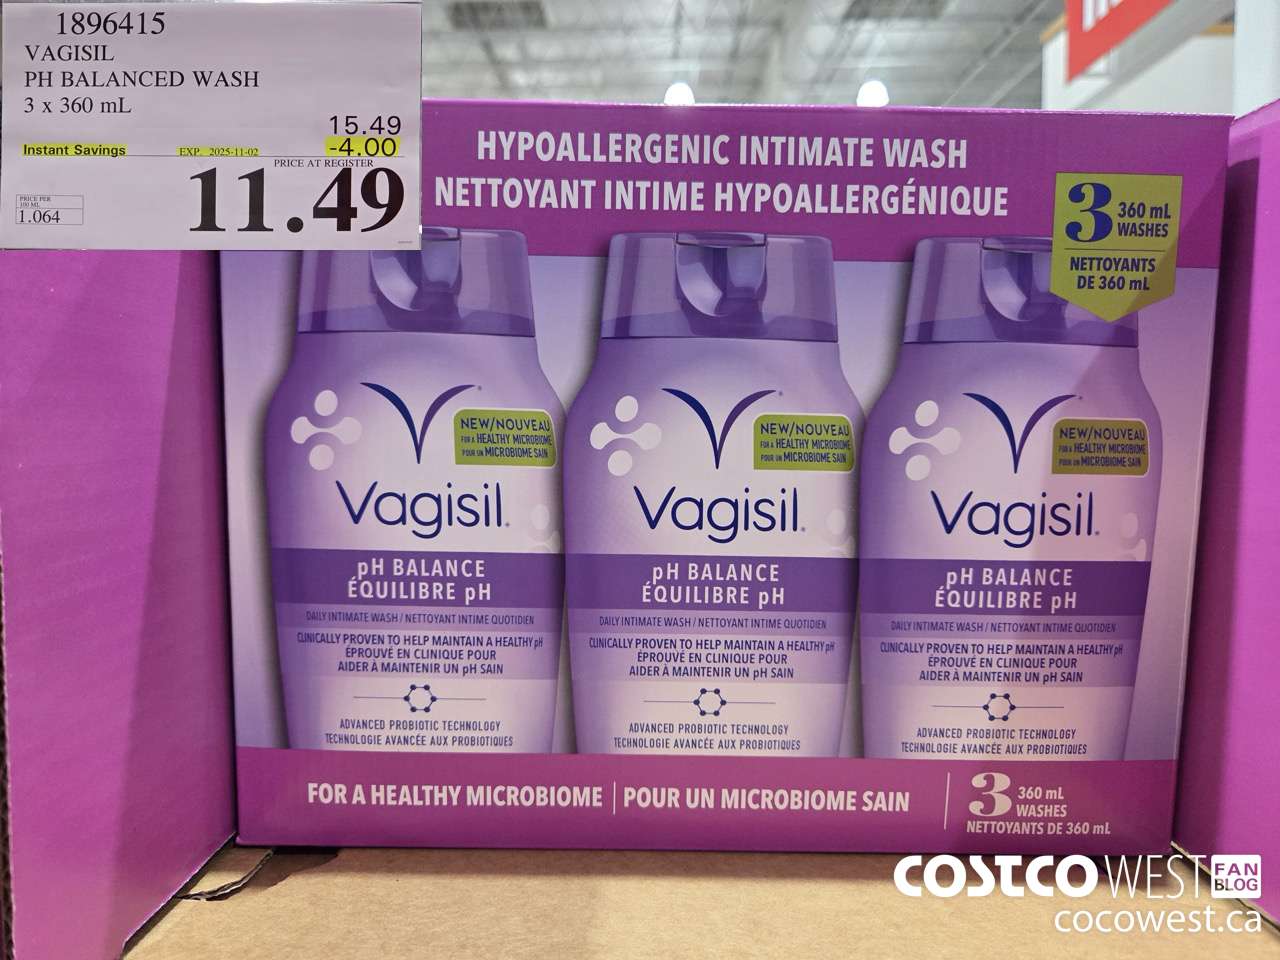 1896415
VAGISIL
PH BALANCED WASH
3 x 360 mL
15.49
Instant Savings EXP. 2025-11-02 -4.00
PRICE AT REGISTER
11.49
PRICE PER
100 ML
1.064
HYPOALLERGENIC INTIMATE WASH
NETTOYANT INTIME HYPOALLERGÉNIQUE
3 360 mL
WASHES
NETTOYANTS
DE 360 mL
NEW/NOUVEAU
FOR A HEALTHY MICROBIOME
POUR UN MICROBIOME SAIN
Vagisil
pH BALANCE
ÉQUILIBRE pH
DAILY INTIMATE WASH / NETTOYANT INTIME QUOTIDIEN
CLINICALLY PROVEN TO HELP MAINTAIN A HEALTHY pH
ÉPROUVÉ EN CLINIQUE POUR
AIDER À MAINTENIR UN pH SAIN
ADVANCED PROBIOTIC TECHNOLOGY
TECHNOLOGIE AVANCÉE AUX PROBIOTIQUES
NEW/NOUVEAU
FOR A HEALTHY MICROBIOME
POUR UN MICROBIOME SAIN
Vagisil
pH BALANCE
ÉQUILIBRE pH
DAILY INTIMATE WASH / NETTOYANT INTIME QUOTIDIEN
CLINICALLY PROVEN TO HELP MAINTAIN A HEALTHY pH
ÉPROUVÉ EN CLINIQUE POUR
AIDER À MAINTENIR UN pH SAIN
ADVANCED PROBIOTIC TECHNOLOGY
TECHNOLOGIE AVANCÉE AUX PROBIOTIQUES
NEW/NOUVEAU
FOR A HEALTHY MICROBIOME
POUR UN MICROBIOME SAIN
Vagisil
pH BALANCE
ÉQUILIBRE pH
DAILY INTIMATE WASH / NETTOYANT INTIME QUOTIDIEN
CLINICALLY PROVEN TO HELP MAINTAIN A HEALTHY pH
ÉPROUVÉ EN CLINIQUE POUR
AIDER À MAINTENIR UN pH SAIN
ADVANCED PROBIOTIC TECHNOLOGY
TECHNOLOGIE AVANCÉE AUX PROBIOTIQUES
FOR A HEALTHY MICROBIOME | POUR UN MICROBIOME SAIN
3 360 mL
WASHES
NETTOYANTS DE 360 mL
COSTCO WEST FAN BLOG
cocowest.ca